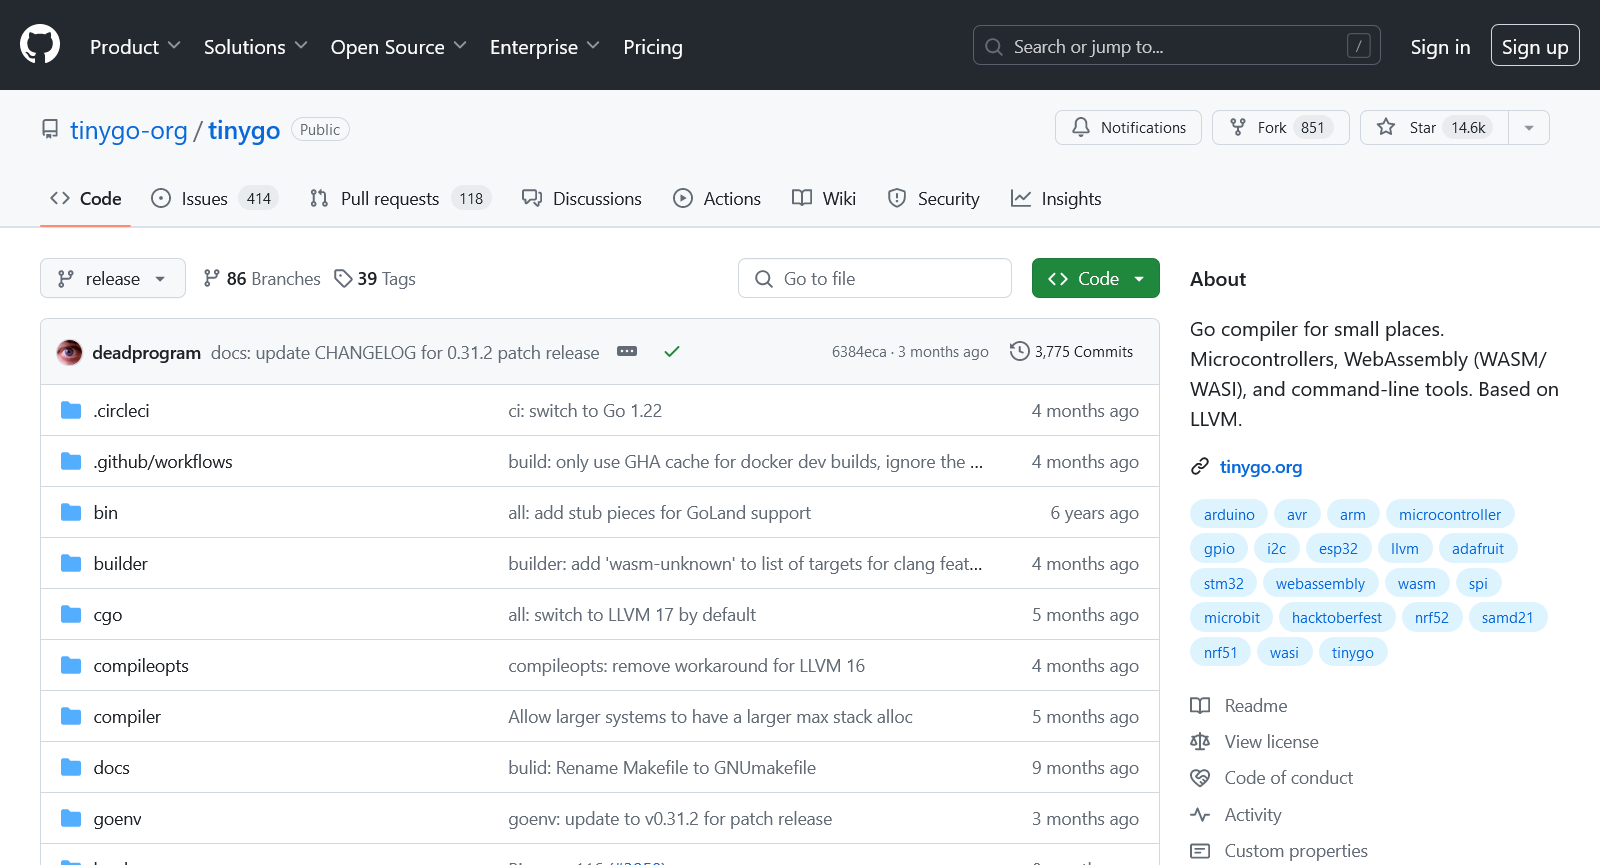 Product Solutions Open Source Enterprise Pricing Search or jump to... / Sign in Sign up
tinygo-org / tinygo Public Notifications Fork 851 Star 14.6k
Code Issues 414 Pull requests 118 Discussions Actions Wiki Security Insights
release 86 Branches 39 Tags Go to file Code
deadprogram docs: update CHANGELOG for 0.31.2 patch release 6384eca · 3 months ago 3,775 Commits
.circleci ci: switch to Go 1.22 4 months ago
.github/workflows build: only use GHA cache for docker dev builds, ignore the ... 4 months ago
bin all: add stub pieces for GoLand support 6 years ago
builder builder: add 'wasm-unknown' to list of targets for clang feat... 4 months ago
cgo all: switch to LLVM 17 by default 5 months ago
compileopts compileopts: remove workaround for LLVM 16 4 months ago
compiler Allow larger systems to have a larger max stack alloc 5 months ago
docs bulid: Rename Makefile to GNUmakefile 9 months ago
goenv goenv: update to v0.31.2 for patch release 3 months ago
About
Go compiler for small places.
Microcontrollers, WebAssembly (WASM/
WASI), and command-line tools. Based on
LLVM.
tinygo.org
arduino avr arm microcontroller
gpio i2c esp32 llvm adafruit
stm32 webassembly wasm spi
microbit hacktoberfest nrf52 samd21
nrf51 wasi tinygo
Readme
View license
Code of conduct
Activity
Custom properties